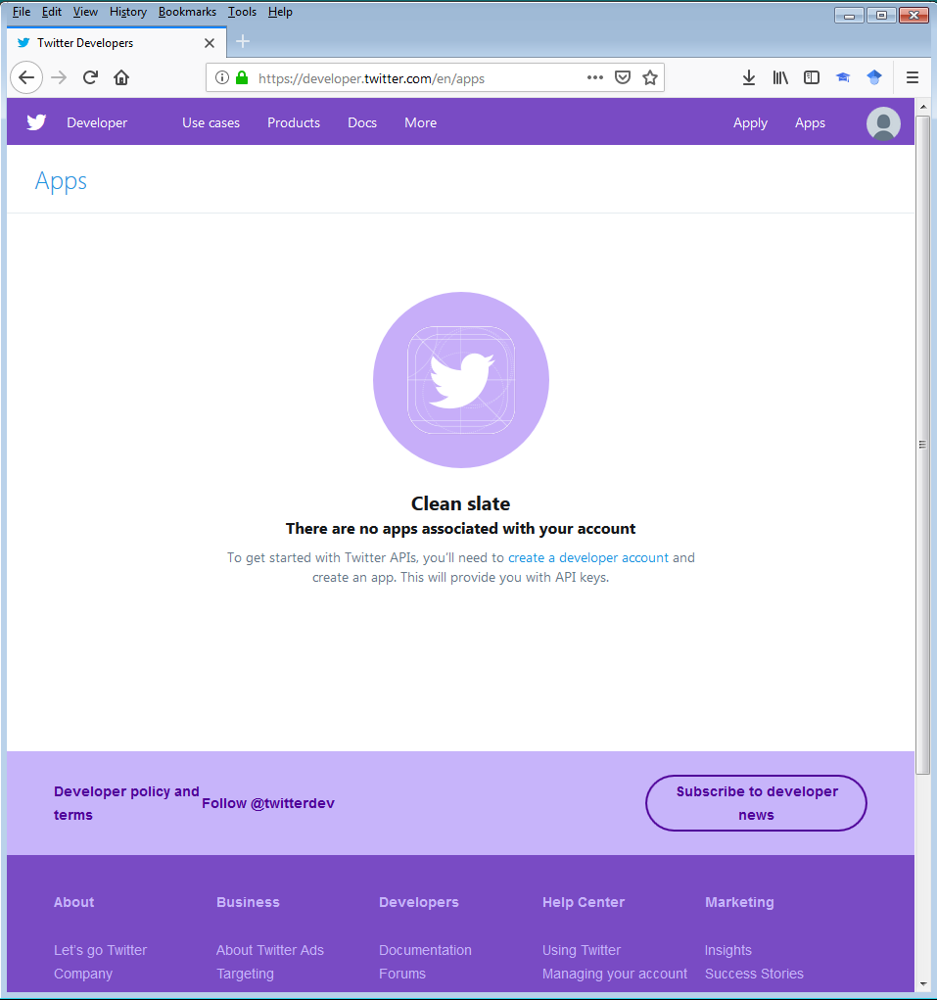 File Edit View History Bookmarks Tools Help
Twitter Developers
https://developer.twitter.com/en/apps
Developer Use cases Products Docs More Apply Apps
Apps
Clean slate
There are no apps associated with your account
To get started with Twitter APIs, you'll need to create a developer account and
create an app. This will provide you with API keys.
Developer policy and
terms
Follow @twitterdev
Subscribe to developer
news
About Business Developers Help Center Marketing
Let's go Twitter About Twitter Ads Documentation Using Twitter Insights
Company Targeting Forums Managing your account Success Stories